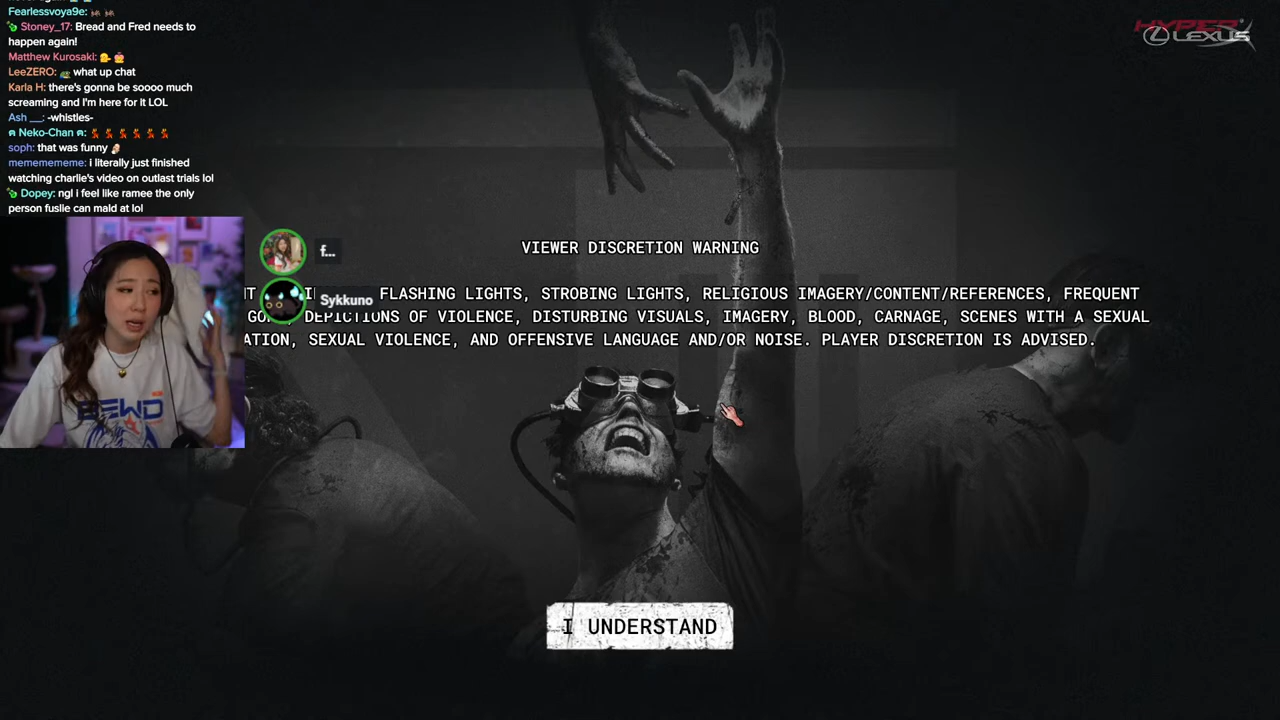 Fearlessvoya9e:
Stoney_17: Bread and Fred needs to
happen again!
Matthew Kurosaki:
LeeZERO: what up chat
Karla H: there's gonna be soooo much
screaming and I'm here for it LOL
Ash __: -whistles-
ฅ Neko-Chan ฅ:
soph: that was funny
mememememe: i literally just finished
watching charlie's video on outlast trials lol
Dopey: ngl i feel like ramee the only
person fuslie can mald at lol
HYPERX
LEXUS
f...
Sykkuno
VIEWER DISCRETION WARNING
FLASHING LIGHTS, STROBING LIGHTS, RELIGIOUS IMAGERY/CONTENT/REFERENCES, FREQUENT
DEPICTIONS OF VIOLENCE, DISTURBING VISUALS, IMAGERY, BLOOD, CARNAGE, SCENES WITH A SEXUAL
ATION, SEXUAL VIOLENCE, AND OFFENSIVE LANGUAGE AND/OR NOISE. PLAYER DISCRETION IS ADVISED.
I UNDERSTAND